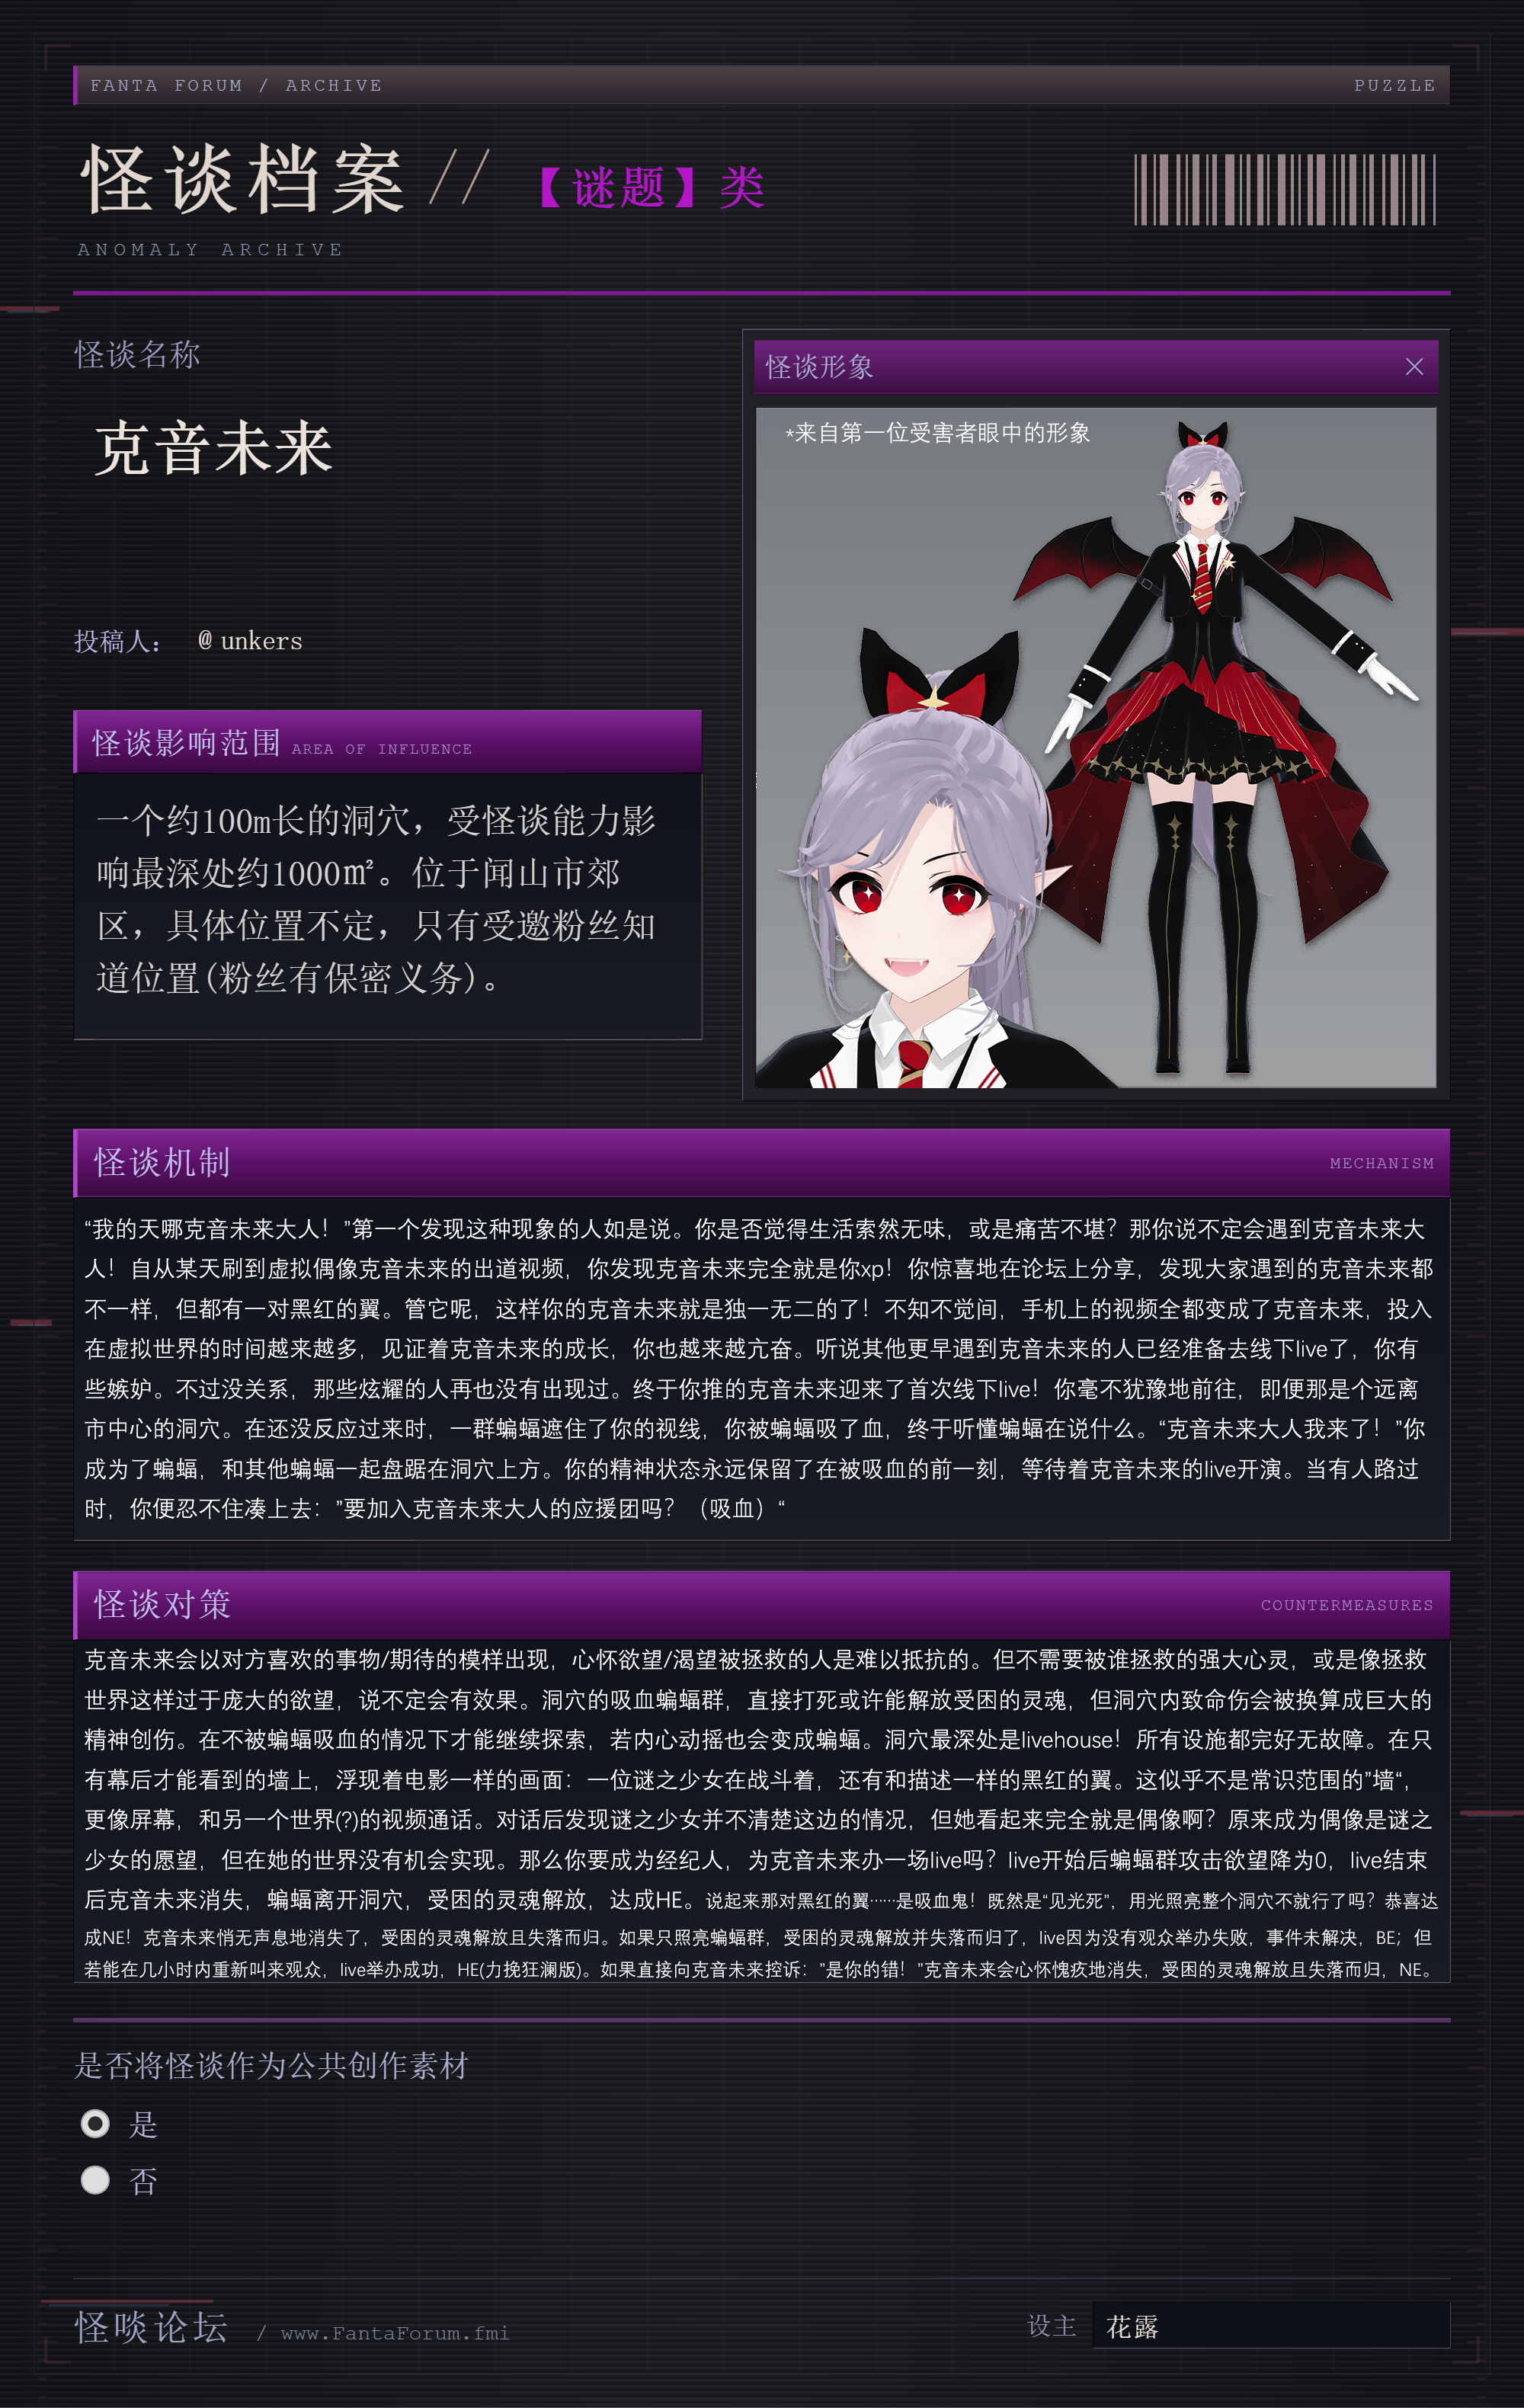 FANTA FORUM / ARCHIVE
PUZZLE
怪谈档案 // 【谜题】类
ANOMALY ARCHIVE
怪谈名称
克音未来
投稿人： @unkers
怪谈影响范围 AREA OF INFLUENCE
一个约100m长的洞穴，受怪谈能力影
响最深处约1000㎡。位于闻山市郊
区，具体位置不定，只有受邀粉丝知
道位置(粉丝有保密义务)。
怪谈形象
*来自第一位受害者眼中的形象
怪谈机制
MECHANISM
“我的天哪克音未来大人！”第一个发现这种现象的人如是说。你是否觉得生活索然无味，或是痛苦不堪？那你说不定会遇到克音未来大
人！自从某天刷到虚拟偶像克音未来的出道视频，你发现克音未来完全就是你xp！你惊喜地在论坛上分享，发现大家遇到的克音未来都
不一样，但都有一对黑红的翼。管它呢，这样你的克音未来就是独一无二的了！不知不觉间，手机上的视频全都变成了克音未来，投入
在虚拟世界的时间越来越多，见证着克音未来的成长，你也越来越亢奋。听说其他更早遇到克音未来的人已经准备去线下live了，你有
些嫉妒。不过没关系，那些炫耀的人再也没有出现过。终于你推的克音未来迎来了首次线下live！你毫不犹豫地前往，即便那是个远离
市中心的洞穴。在还没反应过来时，一群蝙蝠遮住了你的视线，你被蝙蝠吸了血，终于听懂蝙蝠在说什么。“克音未来大人我来了！”你
成为了蝙蝠，和其他蝙蝠一起盘踞在洞穴上方。你的精神状态永远保留了在被吸血的前一刻，等待着克音未来的live开演。当有人路过
时，你便忍不住凑上去：”要加入克音未来大人的应援团吗？（吸血）“
怪谈对策
COUNTERMEASURES
克音未来会以对方喜欢的事物/期待的模样出现，心怀欲望/渴望被拯救的人是难以抵抗的。但不需要被谁拯救的强大心灵，或是像拯救
世界这样过于庞大的欲望，说不定会有效果。洞穴的吸血蝙蝠群，直接打死或许能解放受困的灵魂，但洞穴内致命伤会被换算成巨大的
精神创伤。在不被蝙蝠吸血的情况下才能继续探索，若内心动摇也会变成蝙蝠。洞穴最深处是livehouse！所有设施都完好无故障。在只
有幕后才能看到的墙上，浮现着电影一样的画面：一位谜之少女在战斗着，还有和描述一样的黑红的翼。这似乎不是常识范围的”墙“，
更像屏幕，和另一个世界(?)的视频通话。对话后发现谜之少女并不清楚这边的情况，但她看起来完全就是偶像啊？原来成为偶像是谜之
少女的愿望，但在她的世界没有机会实现。那么你要成为经纪人，为克音未来办一场live吗？live开始后蝙蝠群攻击欲望降为0，live结束
后克音未来消失，蝙蝠离开洞穴，受困的灵魂解放，达成HE。说起来那对黑红的翼……是吸血鬼！既然是“见光死”，用光照亮整个洞穴不就行了吗？恭喜达
成NE！克音未来悄无声息地消失了，受困的灵魂解放且失落而归。如果只照亮蝙蝠群，受困的灵魂解放并失落而归了，live因为没有观众举办失败，事件未解决，BE；但
若能在几小时内重新叫来观众，live举办成功，HE(力挽狂澜版)。如果直接向克音未来控诉：”是你的错！”克音未来会心怀愧疚地消失，受困的灵魂解放且失落而归，NE。
是否将怪谈作为公共创作素材
是
否
怪啖论坛 / www.FantaForum.fmi
设主 花露